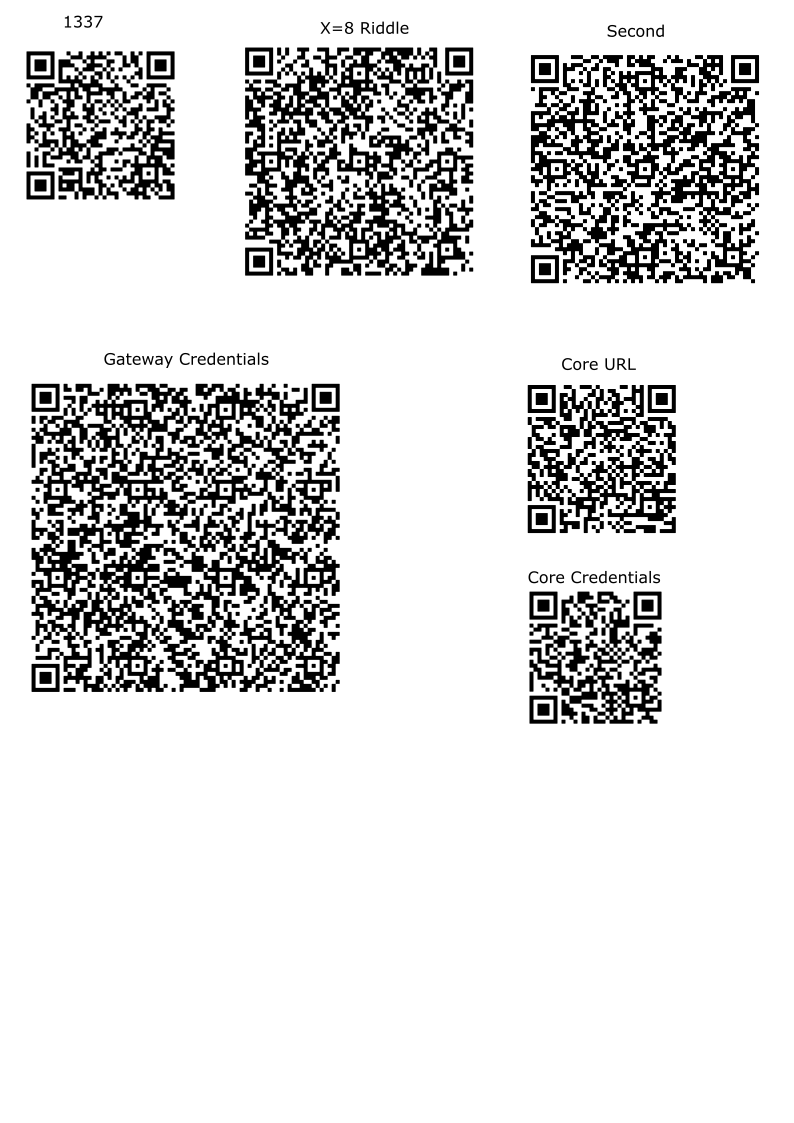 1337
X=8 Riddle
Second
Gateway Credentials
Core URL
Core Credentials